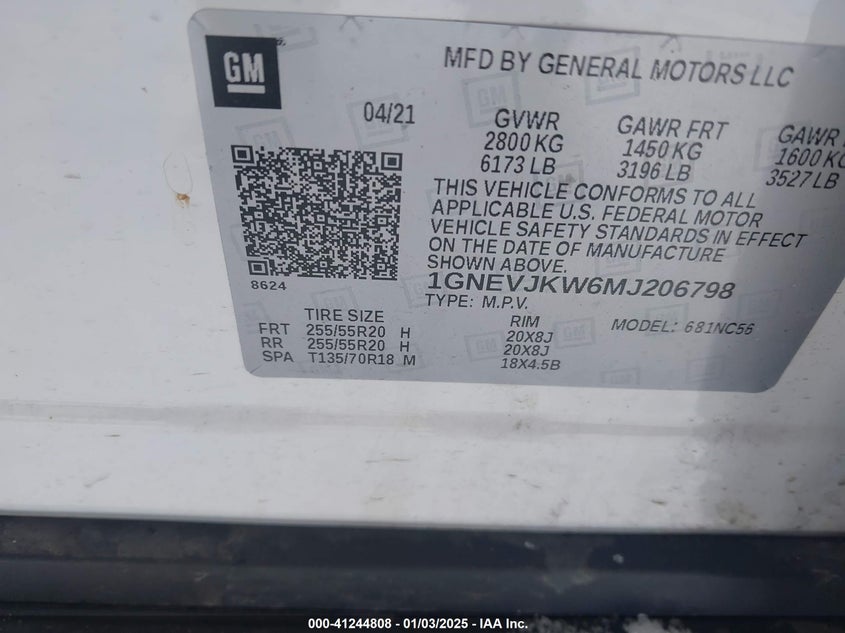 GM
MFD BY GENERAL MOTORS LLC
04/21
GVWR
2800 KG
6173 LB
GAWR FRT
1450 KG
3196 LB
GAWR
1600 KG
3527 LB
THIS VEHICLE CONFORMS TO ALL
APPLICABLE U.S. FEDERAL MOTOR
VEHICLE SAFETY STANDARDS IN EFFECT
ON THE DATE OF MANUFACTURE
SHOWN ABOVE.
8624
1GNEVJKW6MJ206798
TYPE: M.P.V.
TIRE SIZE RIM MODEL: 681NC56
FRT 255/55R20 H 20X8J
RR 255/55R20 H 20X8J
SPA T135/70R18 M 18X4.5B
000-41244808 - 01/03/2025 - IAA Inc.